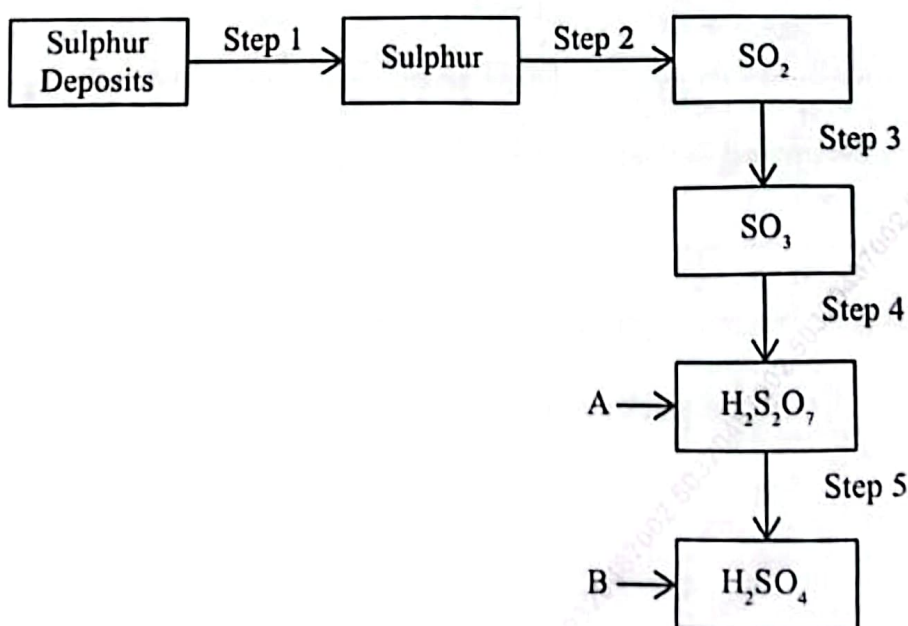 Sulphur
Deposits
Step 1
Sulphur
Step 2
SO₂
Step 3
SO₃
Step 4
A
H₂S₂O₇
Step 5
B
H₂SO₄